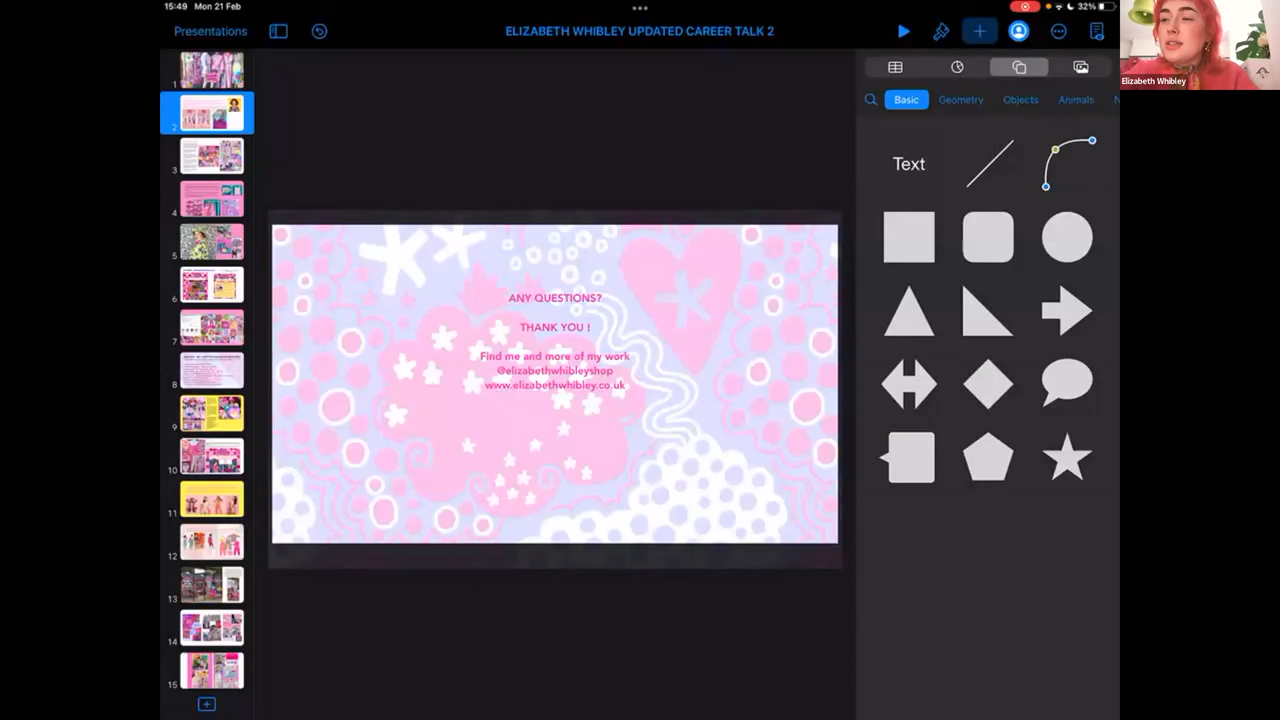 15:49 Mon 21 Feb
32%
Presentations
ELIZABETH WHIBLEY UPDATED CAREER TALK 2
Elizabeth Whibley
Basic
Geometry
Objects
Animals
N
Text
ANY QUESTIONS?
THANK YOU !
Find me and more of my work
@elizabethwhibleyshop
www.elizabethwhibley.co.uk
1
2
3
4
5
6
7
8
9
10
11
12
13
14
15